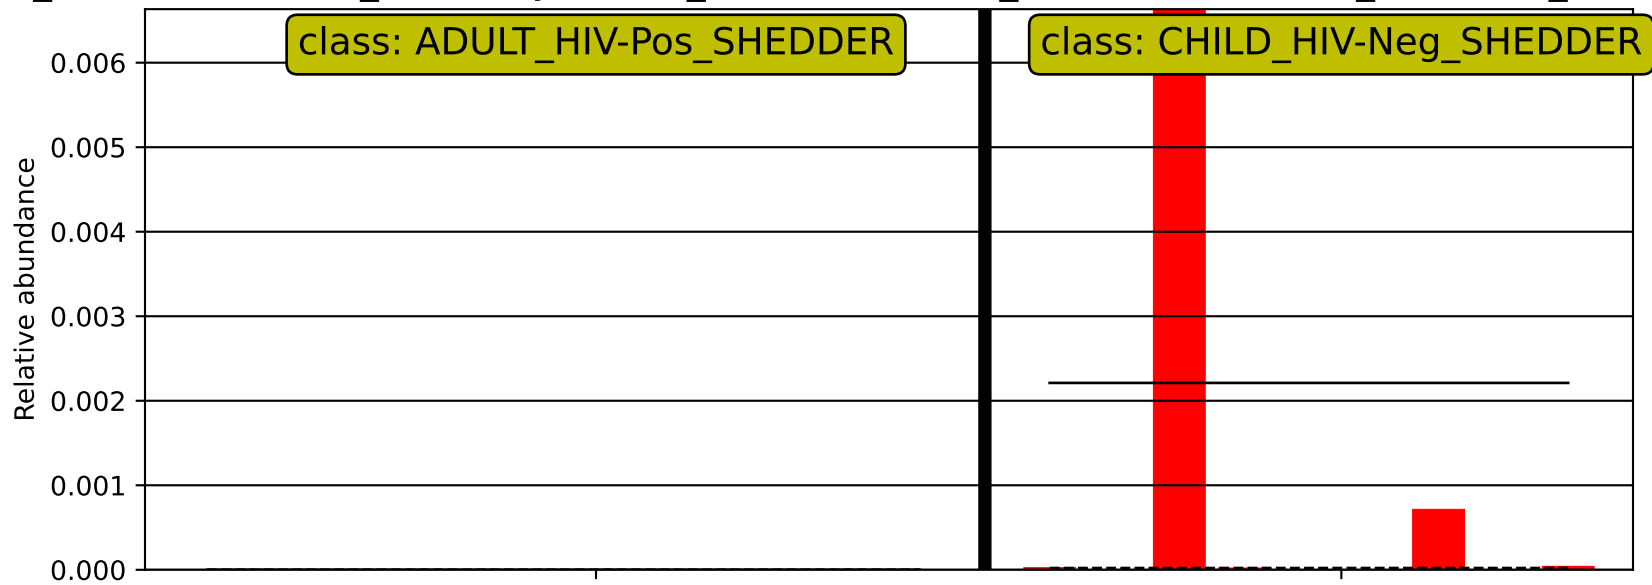 class: ADULT_HIV-Pos_SHEDDER
class: CHILD_HIV-Neg_SHEDDER
0.006
0.005
0.004
0.003
0.002
0.001
0.000
Relative abundance